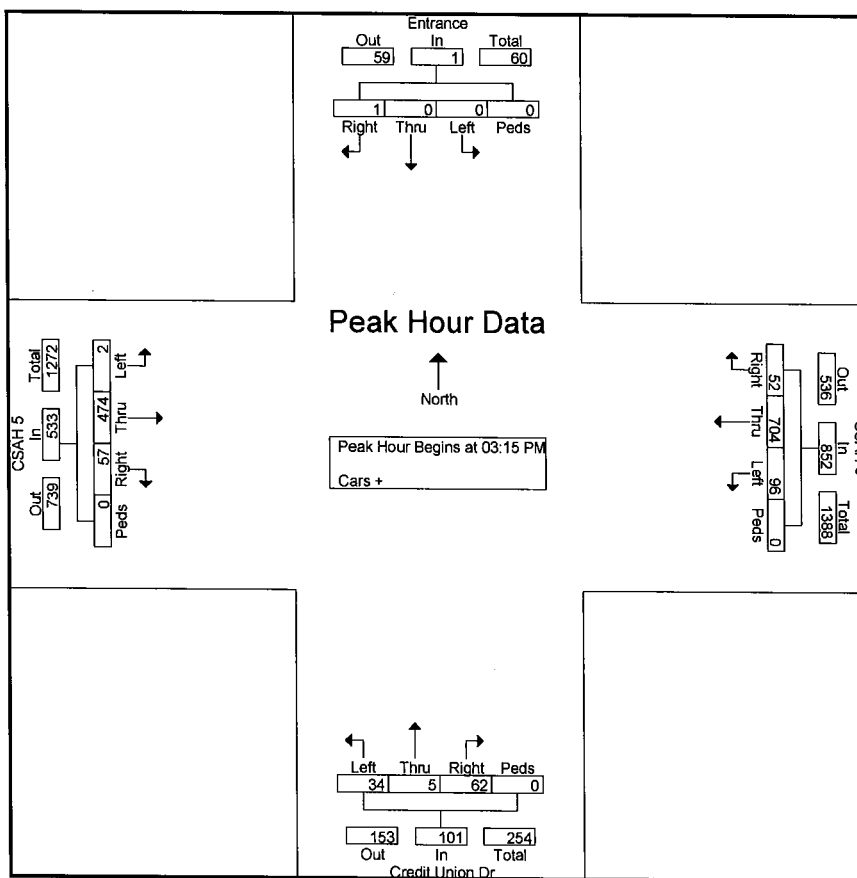 Entrance
Out In Total
59 1 60
1 0 0 0
Right Thru Left Peds
Peak Hour Data
North
Peak Hour Begins at 03:15 PM
Cars +
CSAH 5
Out In Total
739 533 1272
Peds Right Thru Left
0 57 474 2
Out In Total
536 852 1388
Right Thru Left Peds
52 704 96 0
Left Thru Right Peds
34 5 62 0
153 101 254
Out In Total
Credit Union Dr